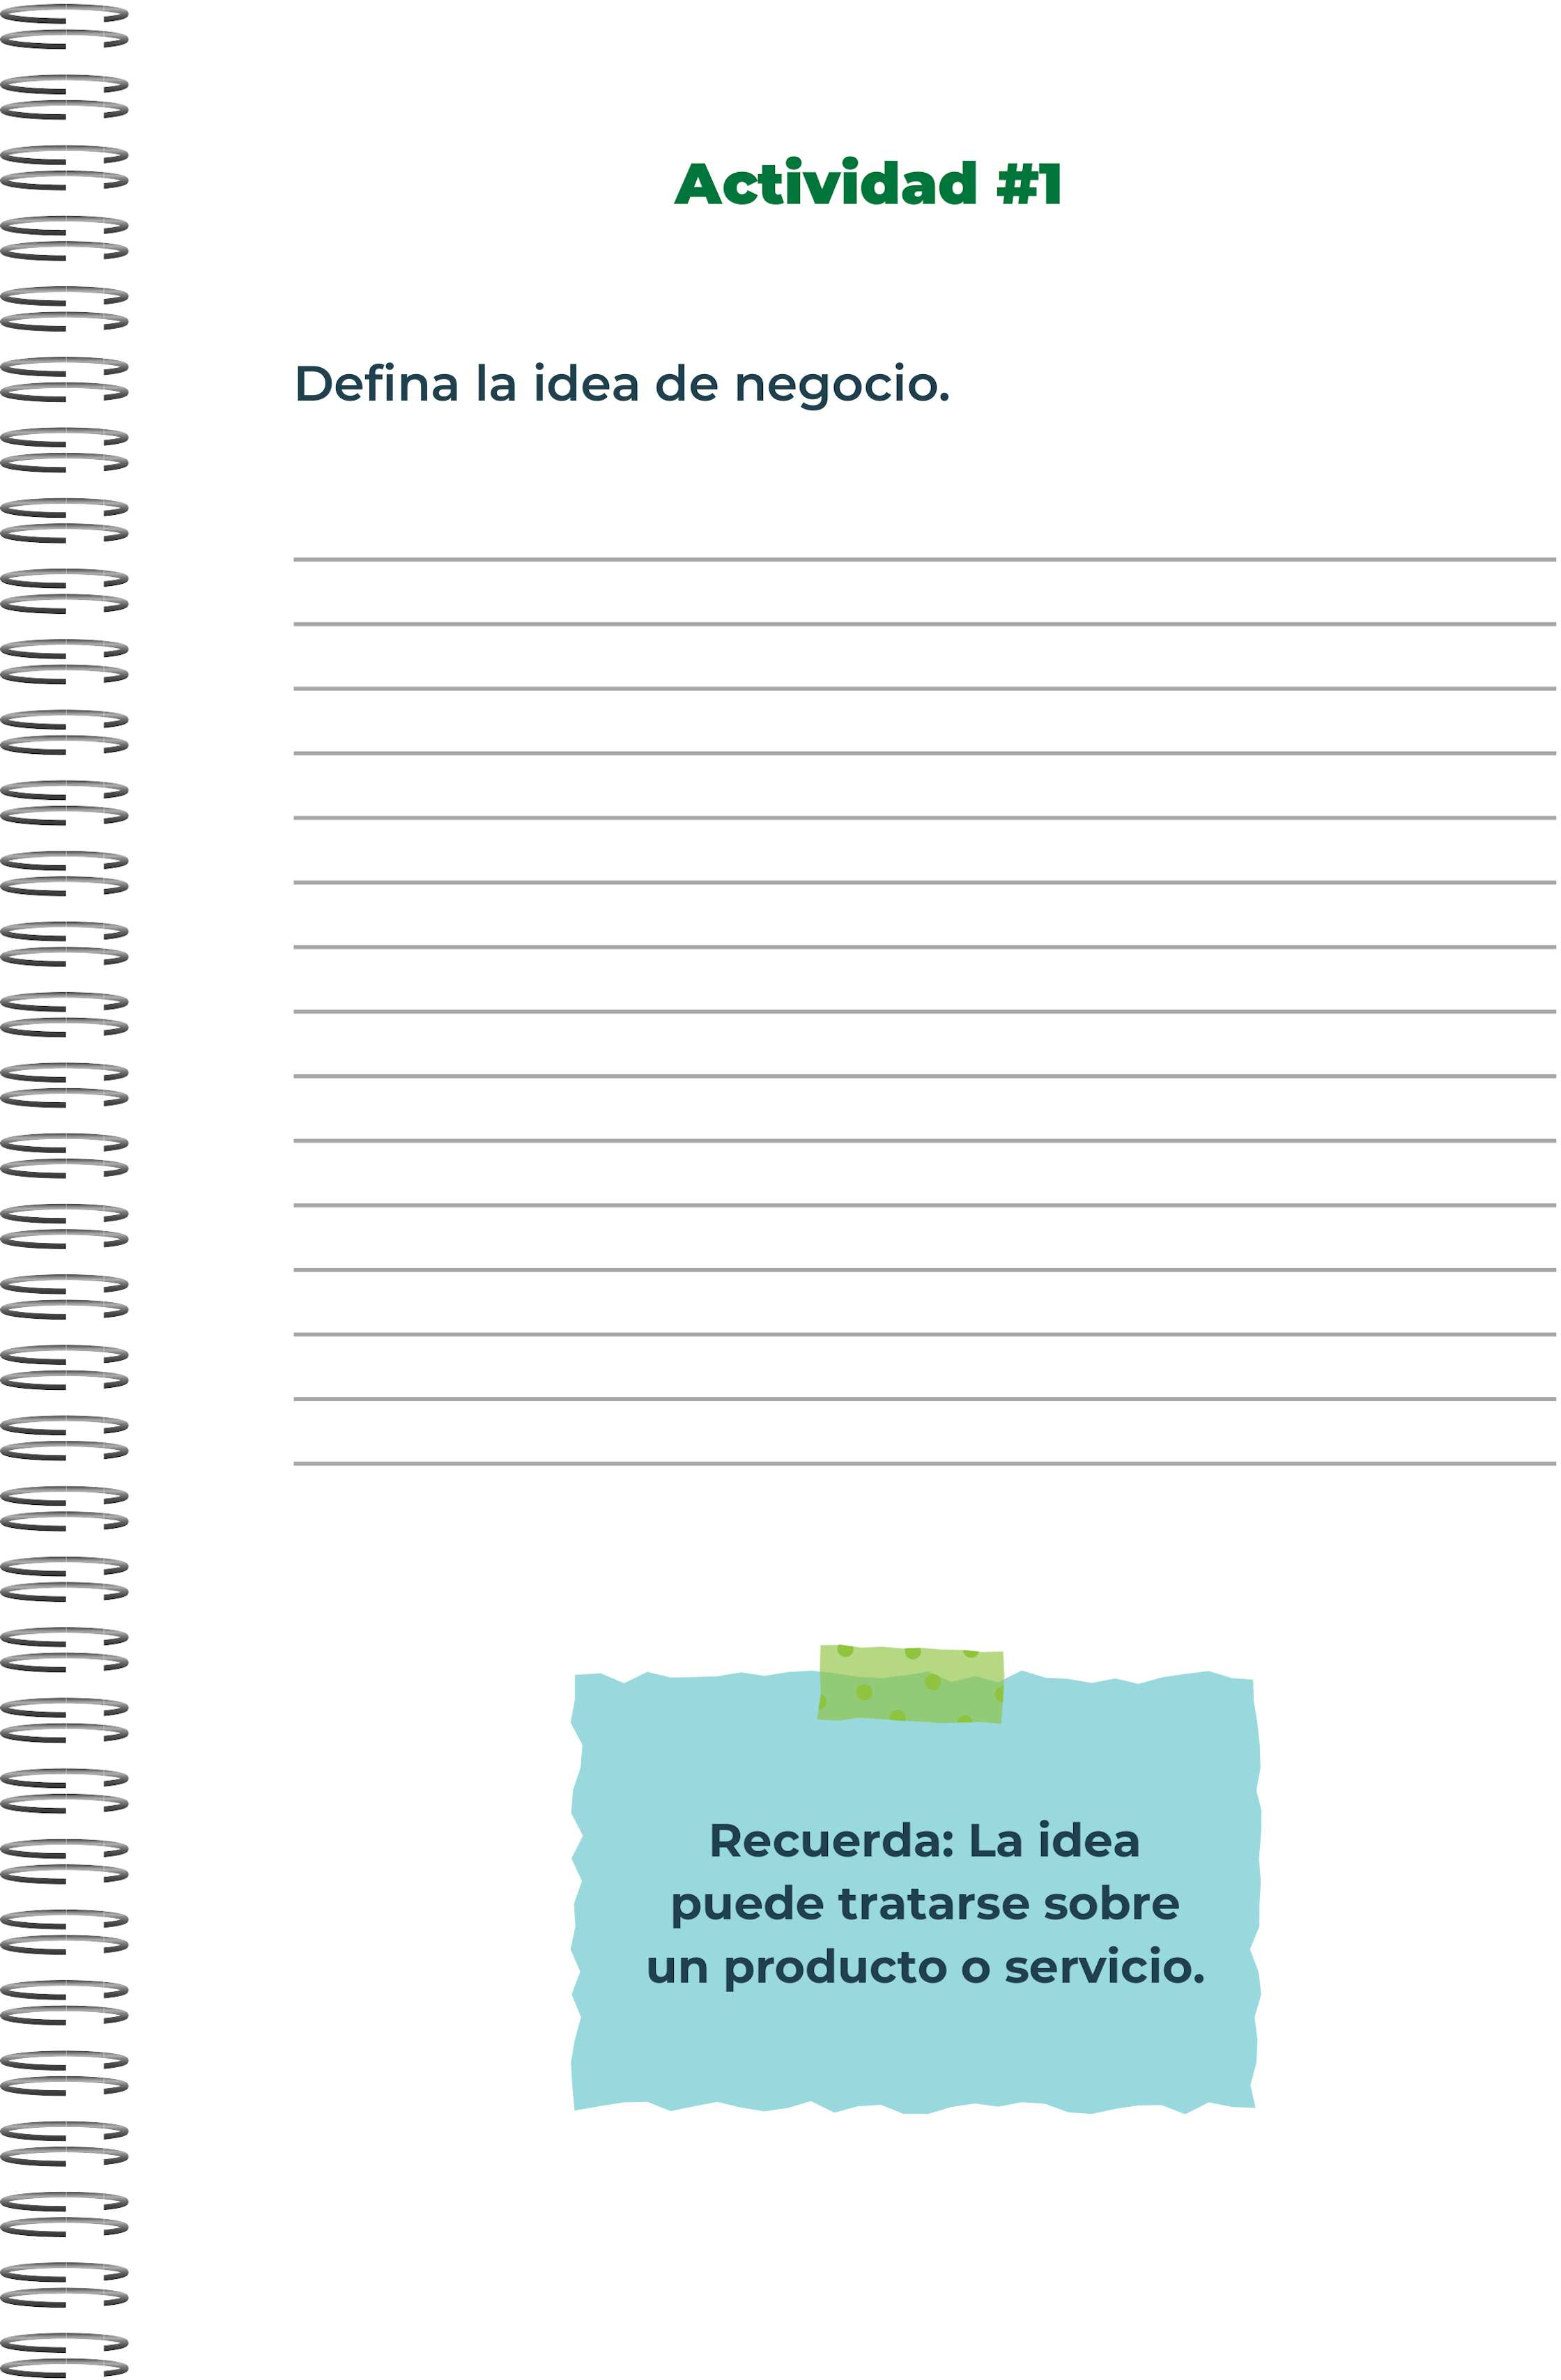 Actividad #1
Defina la idea de negocio.
Recuerda: La idea
puede tratarse sobre
un producto o servicio.